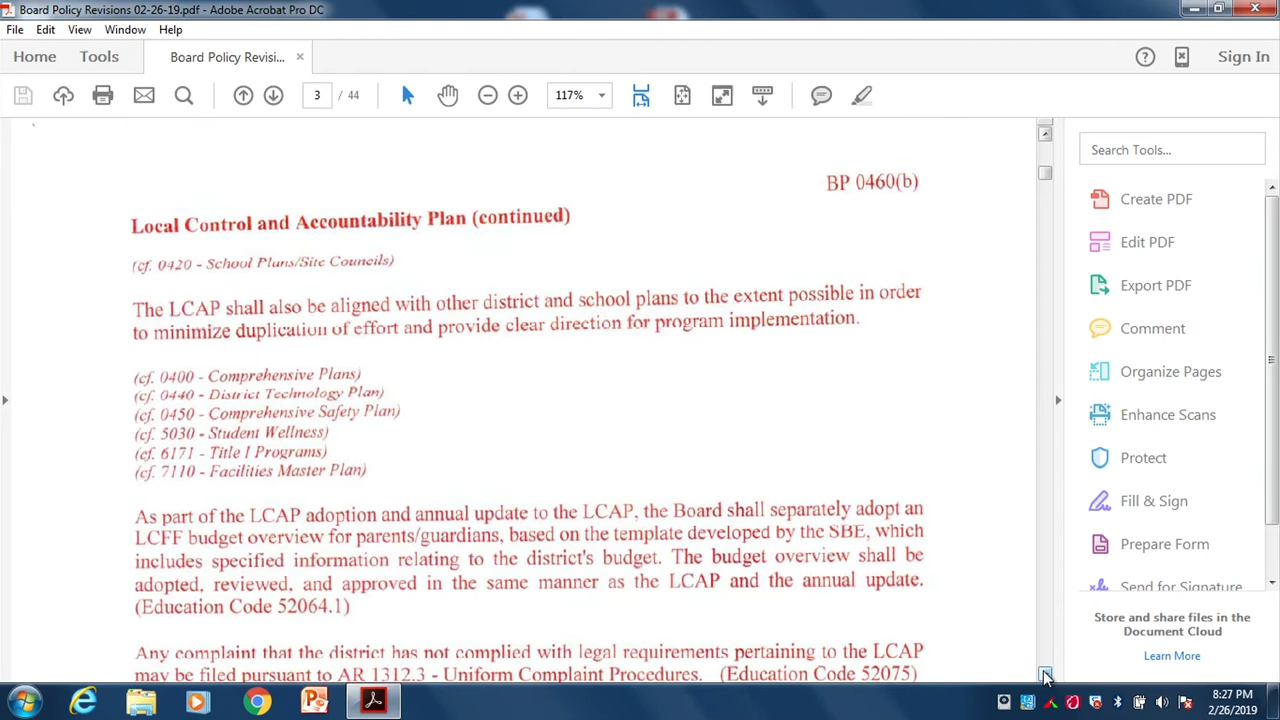 Board Policy Revisions 02-26-19.pdf - Adobe Acrobat Pro DC
File Edit View Window Help
Home Tools Board Policy Revisi... ×
Sign In
3 / 44 117%
BP 0460(b)
Local Control and Accountability Plan (continued)
(cf. 0420 - School Plans/Site Councils)
The LCAP shall also be aligned with other district and school plans to the extent possible in order
to minimize duplication of effort and provide clear direction for program implementation.
(cf. 0400 - Comprehensive Plans)
(cf. 0440 - District Technology Plan)
(cf. 0450 - Comprehensive Safety Plan)
(cf. 5030 - Student Wellness)
(cf. 6171 - Title I Programs)
(cf. 7110 - Facilities Master Plan)
As part of the LCAP adoption and annual update to the LCAP, the Board shall separately adopt an
LCFF budget overview for parents/guardians, based on the template developed by the SBE, which
includes specified information relating to the district's budget. The budget overview shall be
adopted, reviewed, and approved in the same manner as the LCAP and the annual update.
(Education Code 52064.1)
Any complaint that the district has not complied with legal requirements pertaining to the LCAP
may be filed pursuant to AR 1312.3 - Uniform Complaint Procedures. (Education Code 52075)
Search Tools...
Create PDF
Edit PDF
Export PDF
Comment
Organize Pages
Enhance Scans
Protect
Fill & Sign
Prepare Form
Send for Signature
Store and share files in the
Document Cloud
Learn More
8:27 PM
2/26/2019